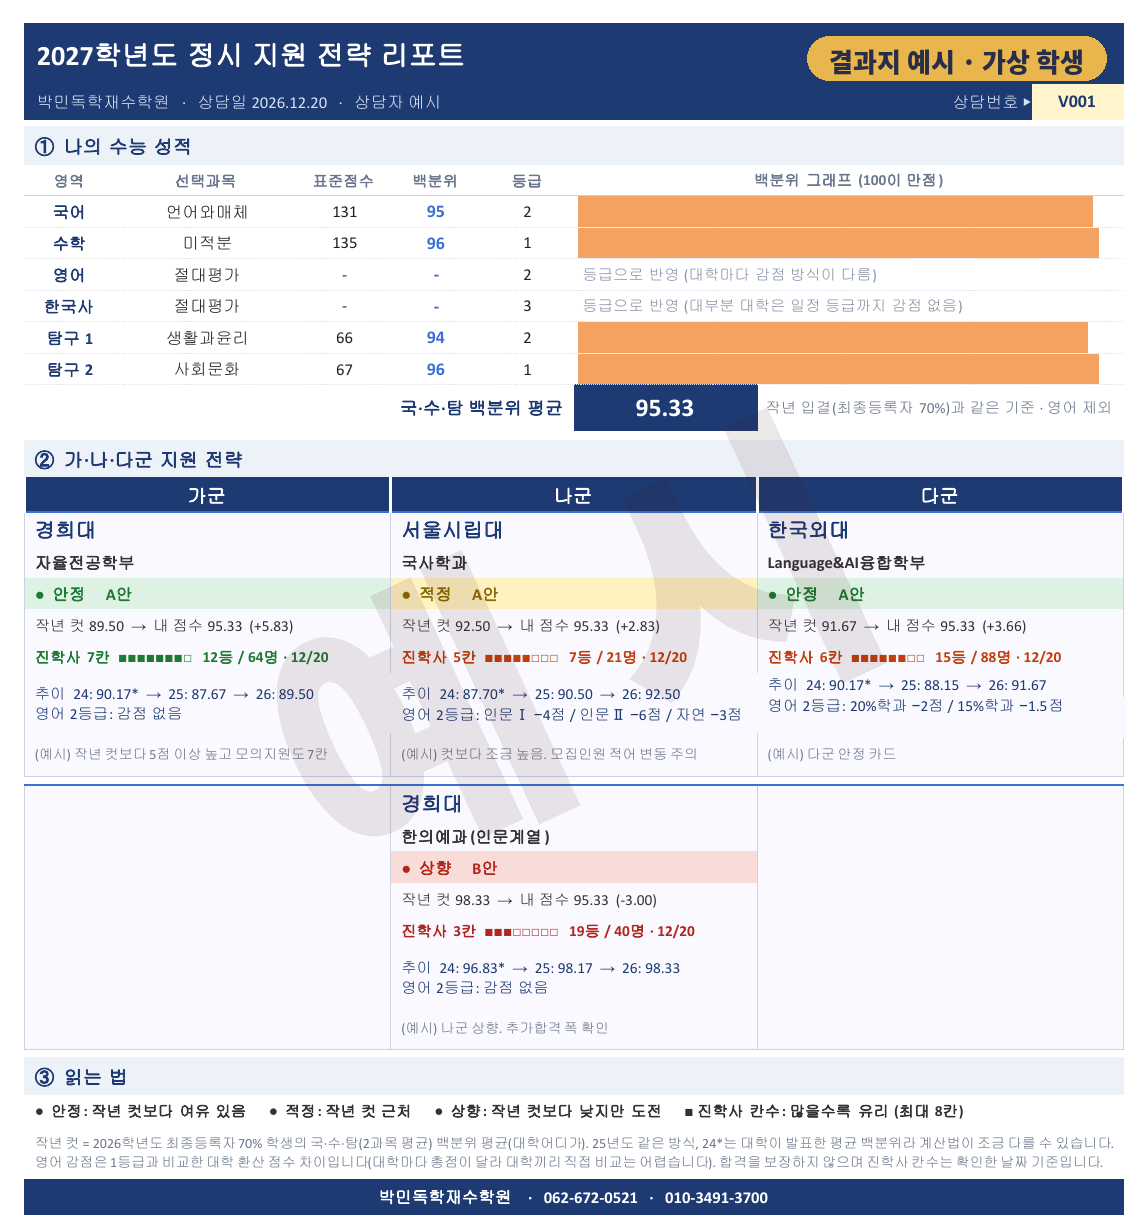 2027학년도 정시 지원 전략 리포트
결과지 예시 · 가상 학생
박민독학재수학원 · 상담일 2026.12.20 · 상담자 예시
상담번호 ▸ V001
① 나의 수능 성적
영역 선택과목 표준점수 백분위 등급 백분위 그래프 (100이 만점)
국어 언어와매체 131 95 2
수학 미적분 135 96 1
영어 절대평가 - - 2 등급으로 반영 (대학마다 감점 방식이 다름)
한국사 절대평가 - - 3 등급으로 반영 (대부분 대학은 일정 등급까지 감점 없음)
탐구 1 생활과윤리 66 94 2
탐구 2 사회문화 67 96 1
국·수·탐 백분위 평균 95.33 작년 입결(최종등록자 70%)과 같은 기준 · 영어 제외
② 가·나·다군 지원 전략
가군 나군 다군
경희대
자율전공학부
● 안정 A안
작년 컷 89.50 → 내 점수 95.33 (+5.83)
진학사 7칸 ■■■■■■■□ 12등 / 64명 · 12/20
추이 24: 90.17* → 25: 87.67 → 26: 89.50
영어 2등급: 감점 없음
(예시) 작년 컷보다 5점 이상 높고 모의지원도 7칸
서울시립대
국사학과
● 적정 A안
작년 컷 92.50 → 내 점수 95.33 (+2.83)
진학사 5칸 ■■■■■□□□ 7등 / 21명 · 12/20
추이 24: 87.70* → 25: 90.50 → 26: 92.50
영어 2등급: 인문Ⅰ −4점 / 인문Ⅱ −6점 / 자연 −3점
(예시) 컷보다 조금 높음. 모집인원 적어 변동 주의
한국외대
Language&AI융합학부
● 안정 A안
작년 컷 91.67 → 내 점수 95.33 (+3.66)
진학사 6칸 ■■■■■■□□ 15등 / 88명 · 12/20
추이 24: 90.17* → 25: 88.15 → 26: 91.67
영어 2등급: 20%학과 −2점 / 15%학과 −1.5점
(예시) 다군 안정 카드
경희대
한의예과(인문계열)
● 상향 B안
작년 컷 98.33 → 내 점수 95.33 (-3.00)
진학사 3칸 ■■■□□□□□ 19등 / 40명 · 12/20
추이 24: 96.83* → 25: 98.17 → 26: 98.33
영어 2등급: 감점 없음
(예시) 나군 상향. 추가합격 폭 확인
예시
③ 읽는 법
● 안정: 작년 컷보다 여유 있음 ● 적정: 작년 컷 근처 ● 상향: 작년 컷보다 낮지만 도전 ■ 진학사 칸수: 많을수록 유리 (최대 8칸)
작년 컷 = 2026학년도 최종등록자 70% 학생의 국·수·탐(2과목 평균) 백분위 평균(대학어디가). 25년도 같은 방식, 24*는 대학이 발표한 평균 백분위라 계산법이 조금 다를 수 있습니다.
영어 감점은 1등급과 비교한 대학 환산 점수 차이입니다(대학마다 총점이 달라 대학끼리 직접 비교는 어렵습니다). 합격을 보장하지 않으며 진학사 칸수는 확인한 날짜 기준입니다.
박민독학재수학원 · 062-672-0521 · 010-3491-3700